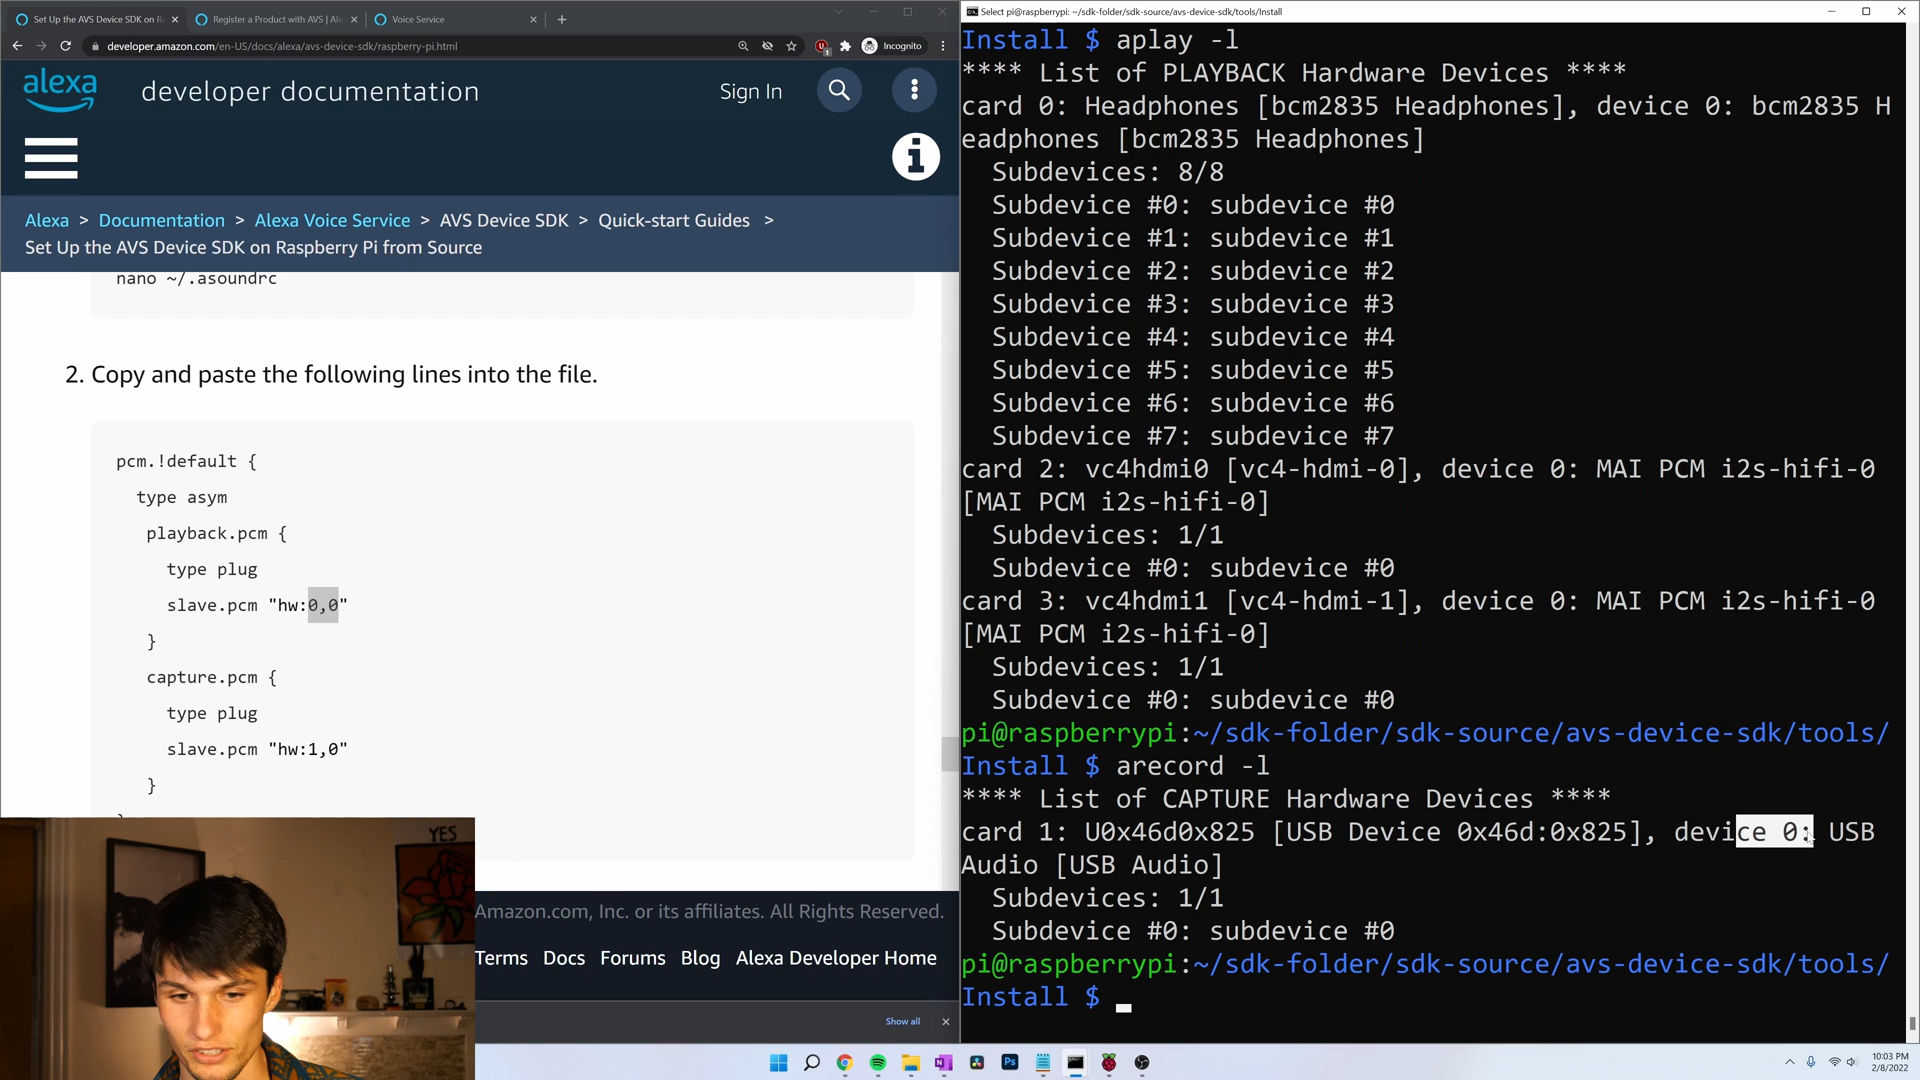 Set Up the AVS Device SDK on R
Register a Product with AVS | Al
Voice Service
developer.amazon.com/en-US/docs/alexa/avs-device-sdk/raspberry-pi.html
Incognito
alexa
developer documentation
Sign In
Alexa > Documentation > Alexa Voice Service > AVS Device SDK > Quick-start Guides >
Set Up the AVS Device SDK on Raspberry Pi from Source
nano ~/.asoundrc
2. Copy and paste the following lines into the file.
pcm.!default {
type asym
playback.pcm {
type plug
slave.pcm "hw:0,0"
}
capture.pcm {
type plug
slave.pcm "hw:1,0"
}
YES
Amazon.com, Inc. or its affiliates. All Rights Reserved.
Terms Docs Forums Blog Alexa Developer Home
Show all
Select pi@raspberrypi: ~/sdk-folder/sdk-source/avs-device-sdk/tools/Install
Install $ aplay -l
**** List of PLAYBACK Hardware Devices ****
card 0: Headphones [bcm2835 Headphones], device 0: bcm2835 H
eadphones [bcm2835 Headphones]
Subdevices: 8/8
Subdevice #0: subdevice #0
Subdevice #1: subdevice #1
Subdevice #2: subdevice #2
Subdevice #3: subdevice #3
Subdevice #4: subdevice #4
Subdevice #5: subdevice #5
Subdevice #6: subdevice #6
Subdevice #7: subdevice #7
card 2: vc4hdmi0 [vc4-hdmi-0], device 0: MAI PCM i2s-hifi-0
[MAI PCM i2s-hifi-0]
Subdevices: 1/1
Subdevice #0: subdevice #0
card 3: vc4hdmi1 [vc4-hdmi-1], device 0: MAI PCM i2s-hifi-0
[MAI PCM i2s-hifi-0]
Subdevices: 1/1
Subdevice #0: subdevice #0
pi@raspberrypi:~/sdk-folder/sdk-source/avs-device-sdk/tools/
Install $ arecord -l
**** List of CAPTURE Hardware Devices ****
card 1: U0x46d0x825 [USB Device 0x46d:0x825], device 0: USB
Audio [USB Audio]
Subdevices: 1/1
Subdevice #0: subdevice #0
pi@raspberrypi:~/sdk-folder/sdk-source/avs-device-sdk/tools/
Install $
Ps
10:03 PM
2/8/2022